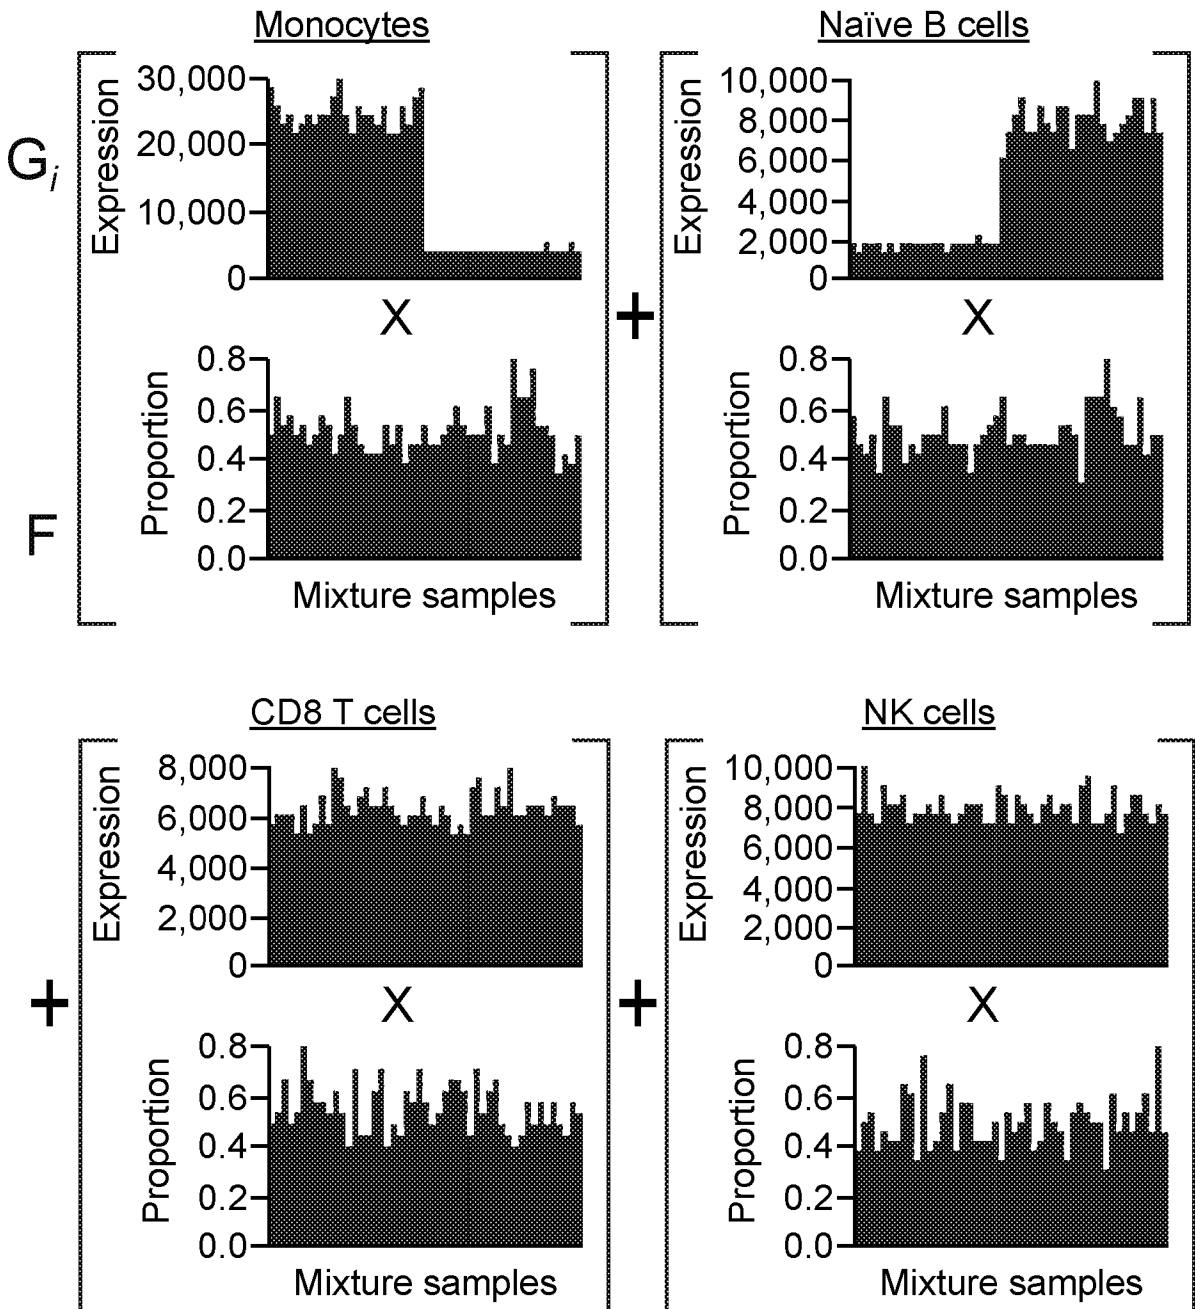 Monocytes
Naïve B cells
G i
Expression
30,000
20,000
10,000
0
Expression
10,000
8,000
6,000
4,000
2,000
0
X
+
X
F
Proportion
0.8
0.6
0.4
0.2
0.0
Proportion
0.8
0.6
0.4
0.2
0.0
Mixture samples
Mixture samples
CD8 T cells
NK cells
Expression
8,000
6,000
4,000
2,000
0
Expression
10,000
8,000
6,000
4,000
2,000
0
+
X
+
X
Proportion
0.8
0.6
0.4
0.2
0.0
Proportion
0.8
0.6
0.4
0.2
0.0
Mixture samples
Mixture samples